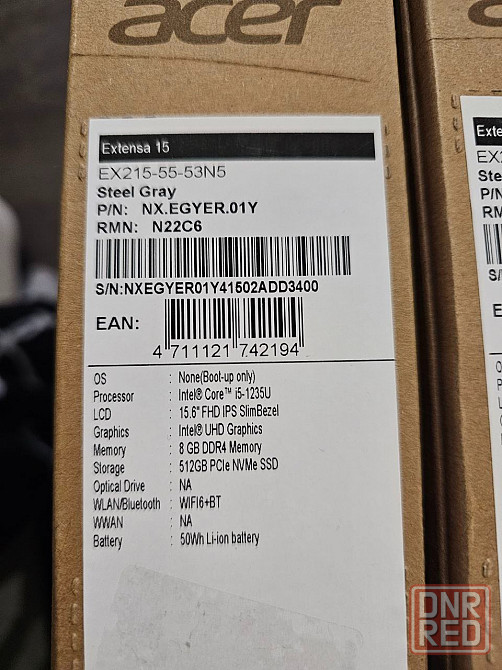 acer
Extensa 15
EX215-55-53N5
Steel Gray
P/N: NX.EGYER.01Y
RMN: N22C6
S/N:NXEGYER01Y41502ADD3400
EAN:
4 711121 742194
OS : None(Boot-up only)
Processor : Intel® Core™ i5-1235U
LCD : 15.6" FHD IPS SlimBezel
Graphics : Intel® UHD Graphics
Memory : 8 GB DDR4 Memory
Storage : 512GB PCIe NVMe SSD
Optical Drive : NA
WLAN/Bluetooth : WIFI6+BT
WWAN : NA
Battery : 50Wh Li-ion battery
DNR
RED